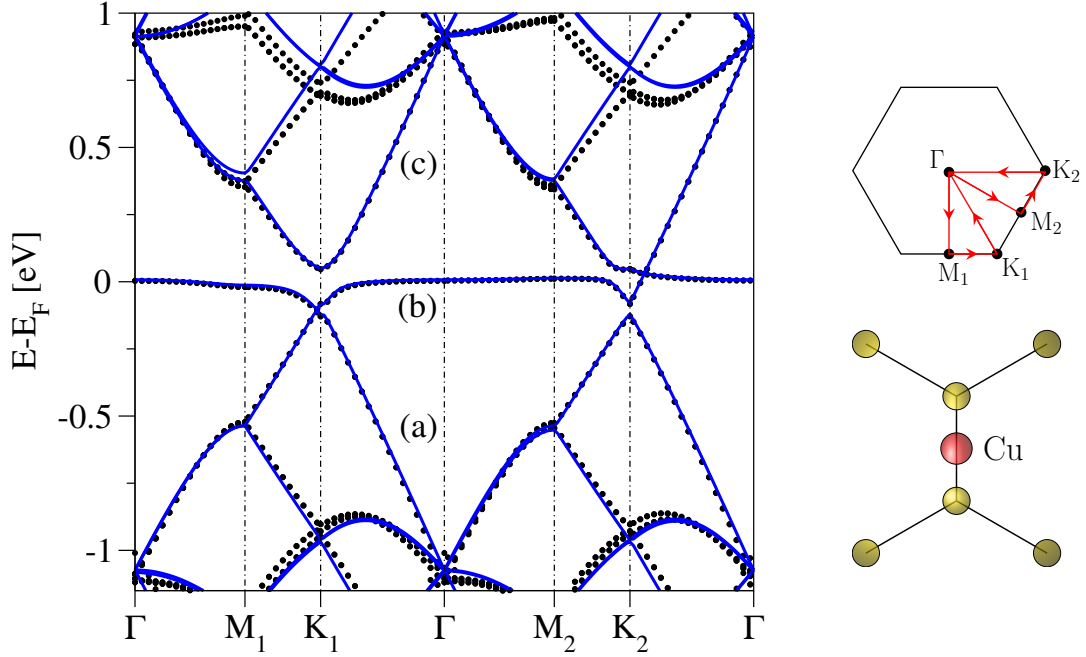 E-E_F [eV]
1
0.5
0
-0.5
-1
(c)
(b)
(a)
Γ M_1 K_1 Γ M_2 K_2 Γ
Γ
K_2
M_2
M_1
K_1
Cu